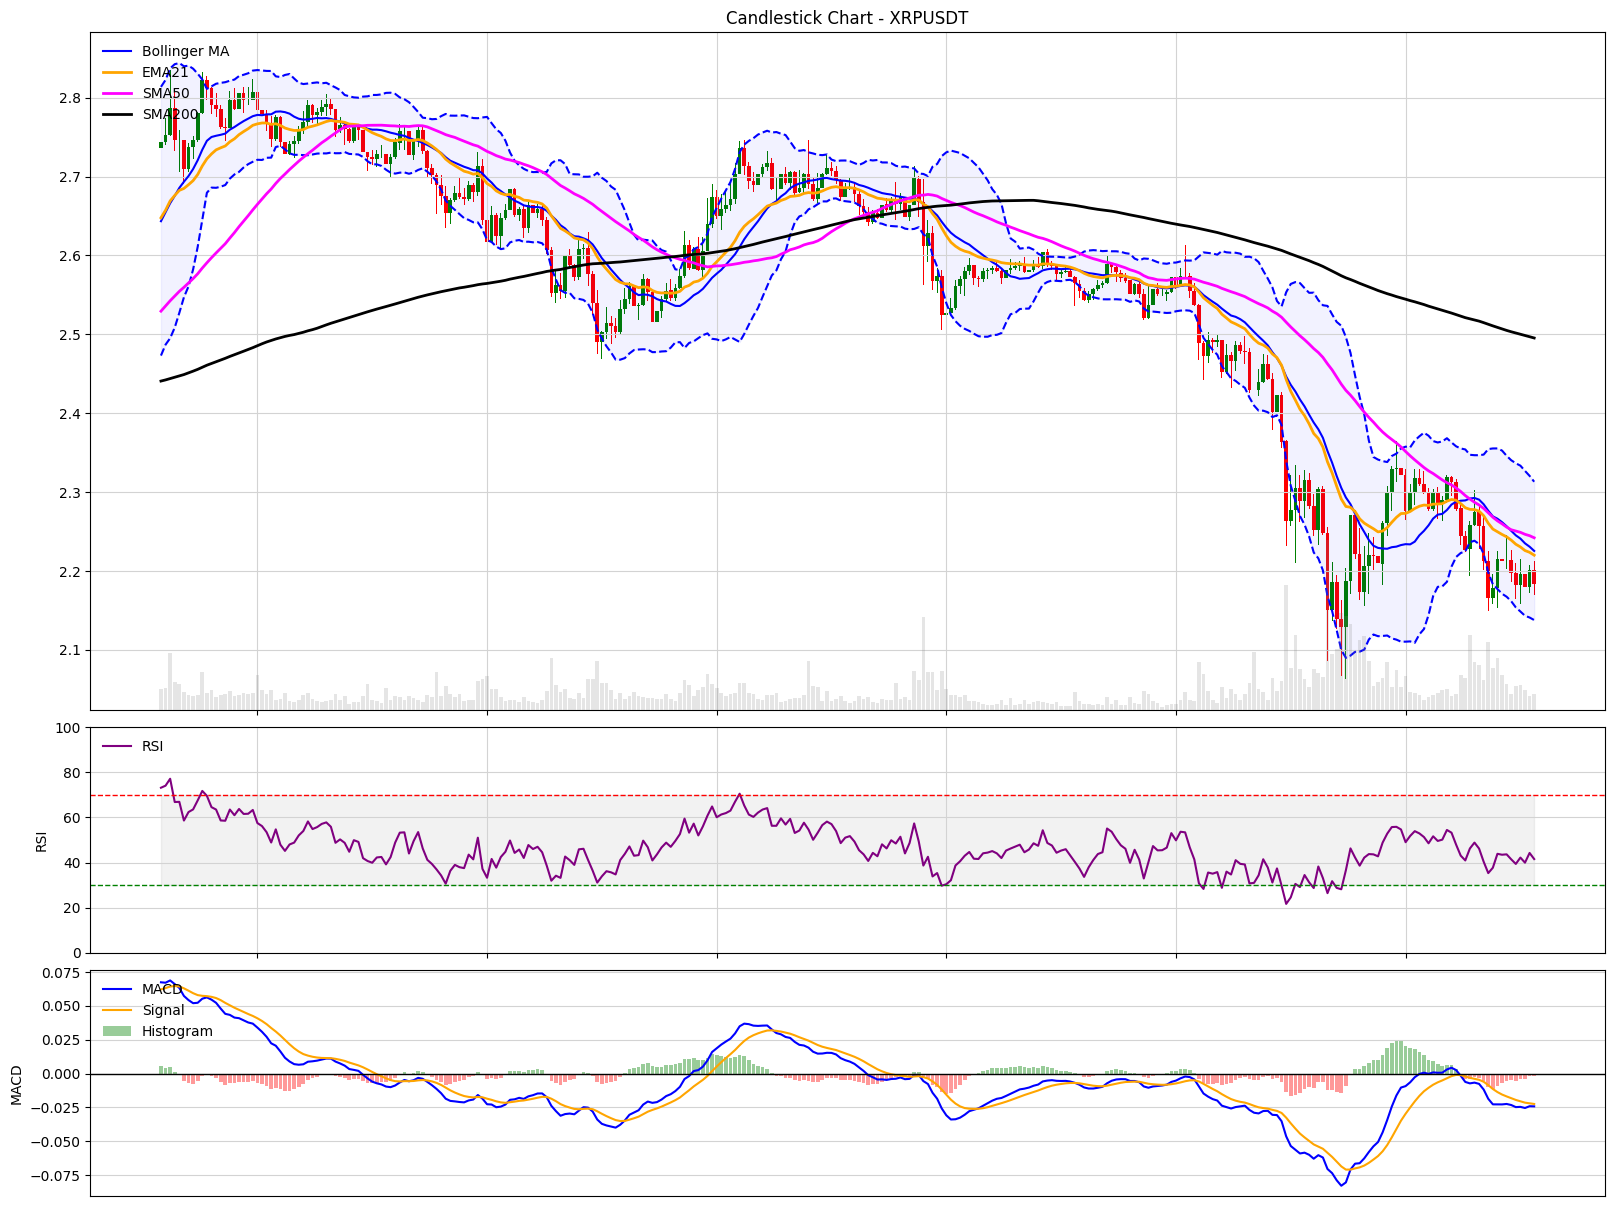 Candlestick Chart - XRPUSDT
Bollinger MA
EMA21
SMA50
SMA200
2.8
2.7
2.6
2.5
2.4
2.3
2.2
2.1
RSI
100
80
60
40
20
0
RSI
MACD
Signal
Histogram
0.075
0.050
0.025
0.000
−0.025
−0.050
−0.075
MACD